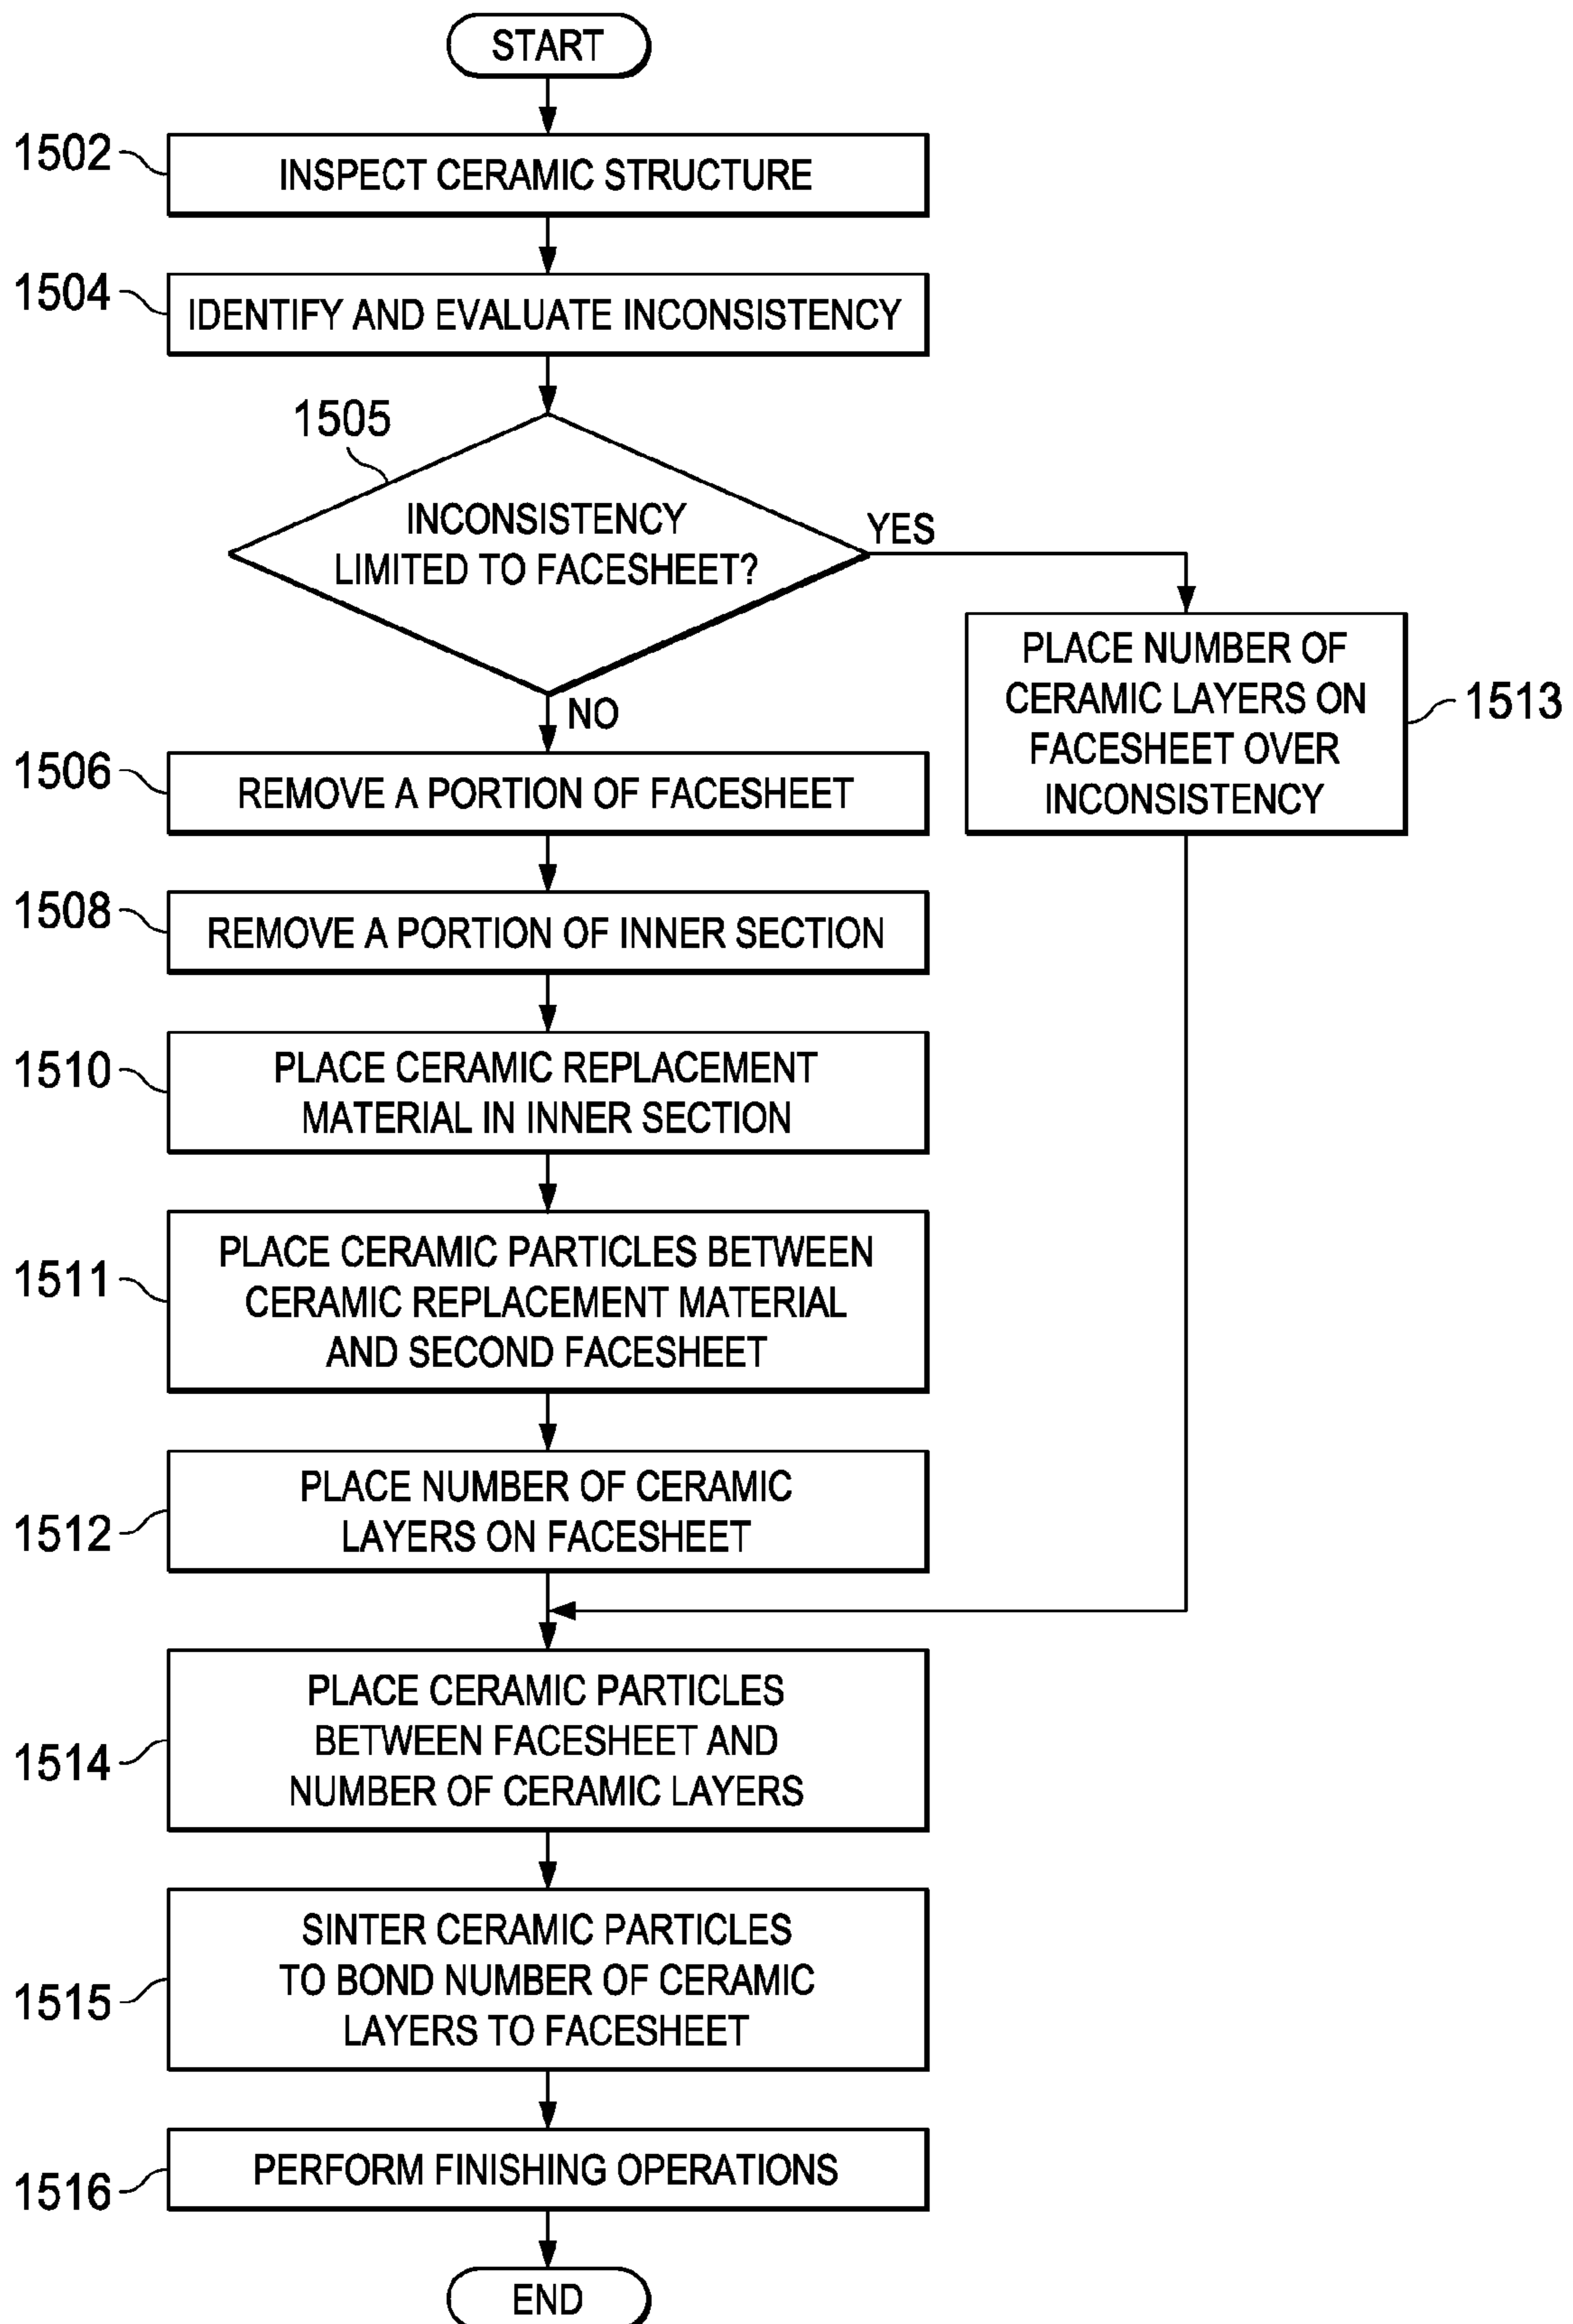 START
1502
INSPECT CERAMIC STRUCTURE
1504
IDENTIFY AND EVALUATE INCONSISTENCY
1505
INCONSISTENCY
LIMITED TO FACESHEET?
YES
NO
PLACE NUMBER OF
CERAMIC LAYERS ON
FACESHEET OVER
INCONSISTENCY
1513
1506
REMOVE A PORTION OF FACESHEET
1508
REMOVE A PORTION OF INNER SECTION
1510
PLACE CERAMIC REPLACEMENT
MATERIAL IN INNER SECTION
1511
PLACE CERAMIC PARTICLES BETWEEN
CERAMIC REPLACEMENT MATERIAL
AND SECOND FACESHEET
1512
PLACE NUMBER OF CERAMIC
LAYERS ON FACESHEET
1514
PLACE CERAMIC PARTICLES
BETWEEN FACESHEET AND
NUMBER OF CERAMIC LAYERS
1515
SINTER CERAMIC PARTICLES
TO BOND NUMBER OF CERAMIC
LAYERS TO FACESHEET
1516
PERFORM FINISHING OPERATIONS
END